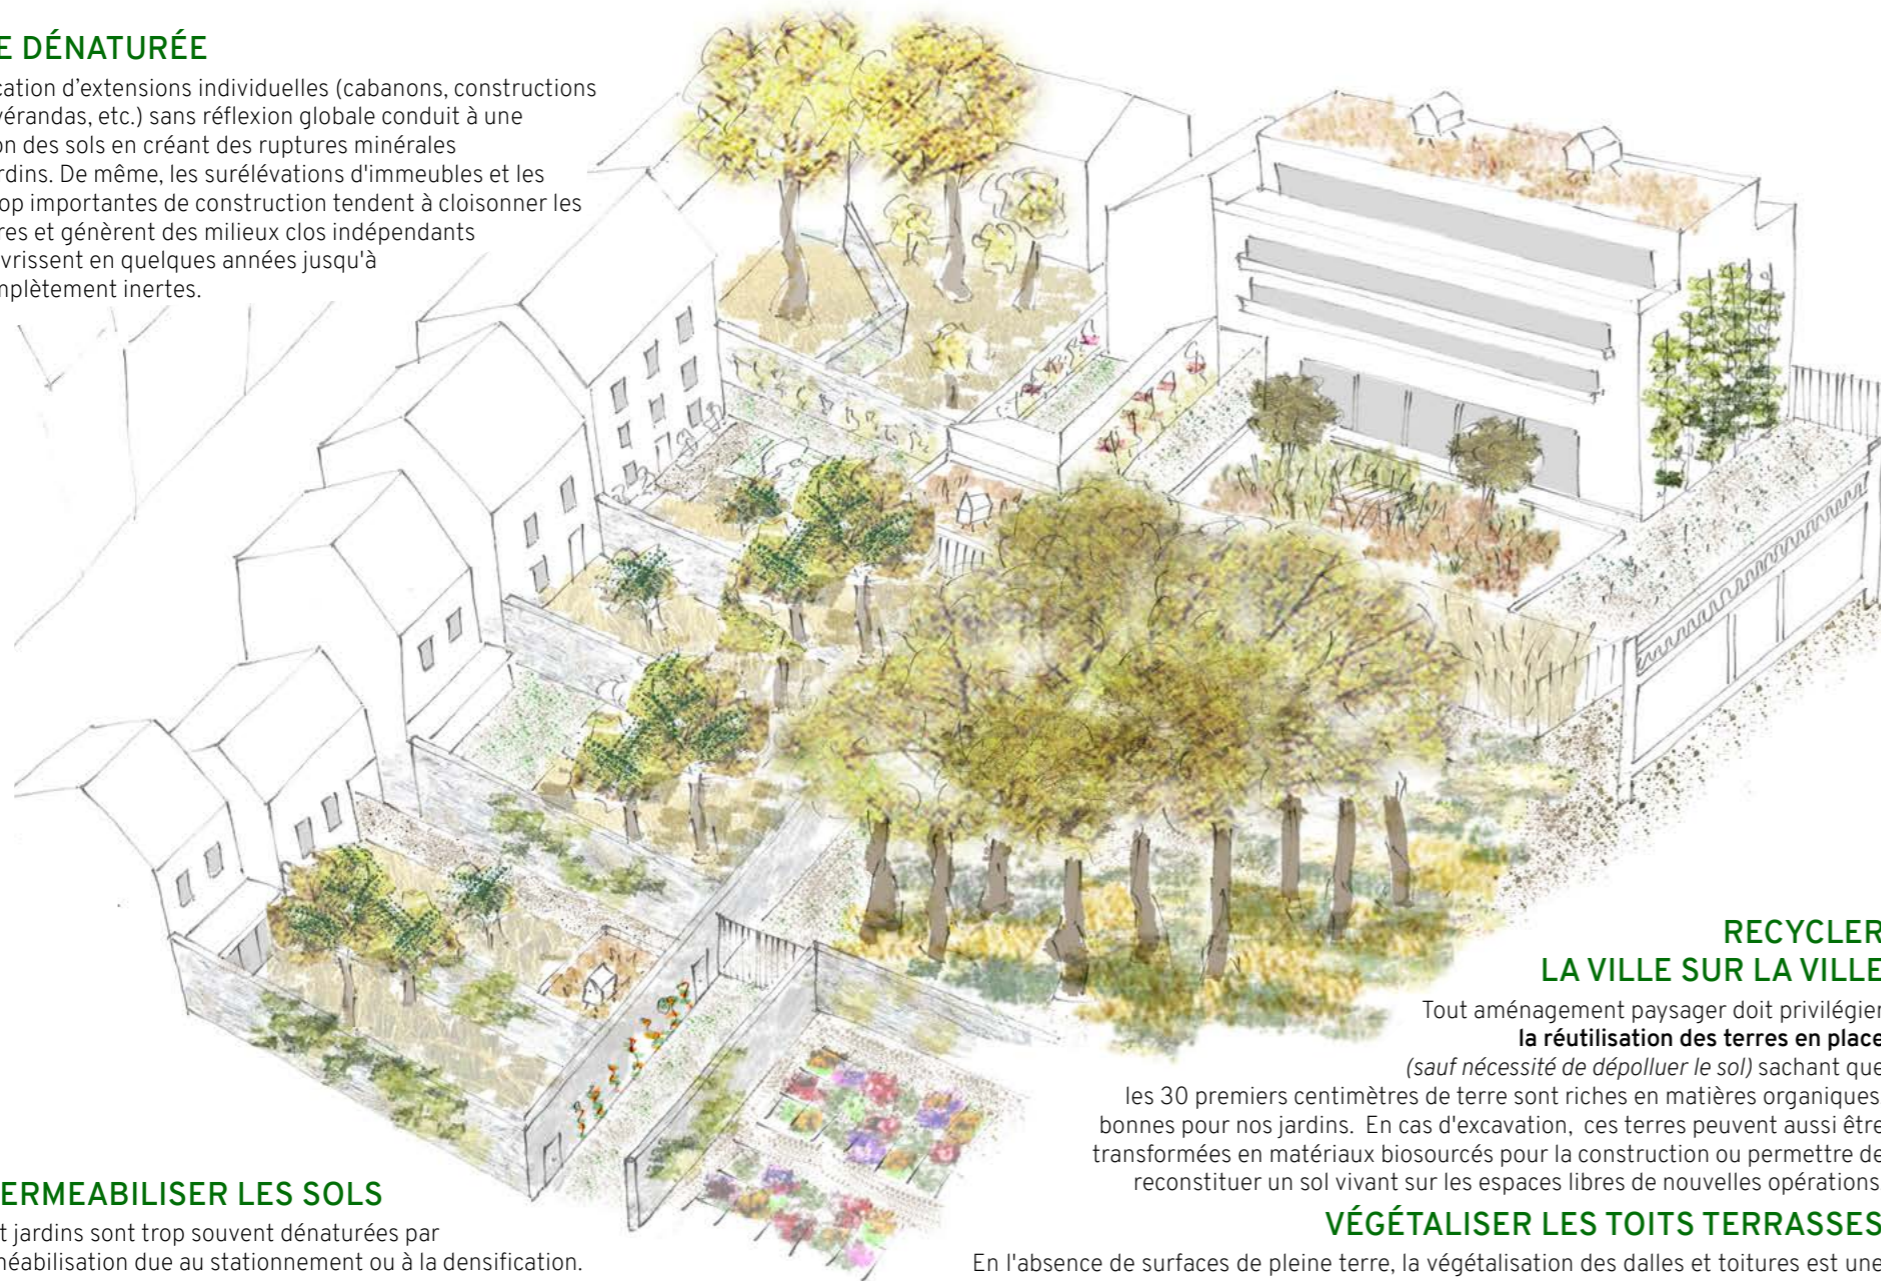 E DÉNATURÉE
cation d'extensions individuelles (cabanons, constructions
vérandas, etc.) sans réflexion globale conduit à une
on des sols en créant des ruptures minérales
rdins. De même, les surélévations d'immeubles et les
op importantes de construction tendent à cloisonner les
res et génèrent des milieux clos indépendants
vrissent en quelques années jusqu'à
mplètement inertes.
ERMEABILISER LES SOLS
t jardins sont trop souvent dénaturées par
néabilisation due au stationnement ou à la densification.
RECYCLER
LA VILLE SUR LA VILLE
Tout aménagement paysager doit privilégier
la réutilisation des terres en place
(sauf nécessité de dépolluer le sol) sachant que
les 30 premiers centimètres de terre sont riches en matières organiques
bonnes pour nos jardins. En cas d'excavation, ces terres peuvent aussi être
transformées en matériaux biosourcés pour la construction ou permettre de
reconstituer un sol vivant sur les espaces libres de nouvelles opérations
VÉGÉTALISER LES TOITS TERRASSES
En l'absence de surfaces de pleine terre, la végétalisation des dalles et toitures est une